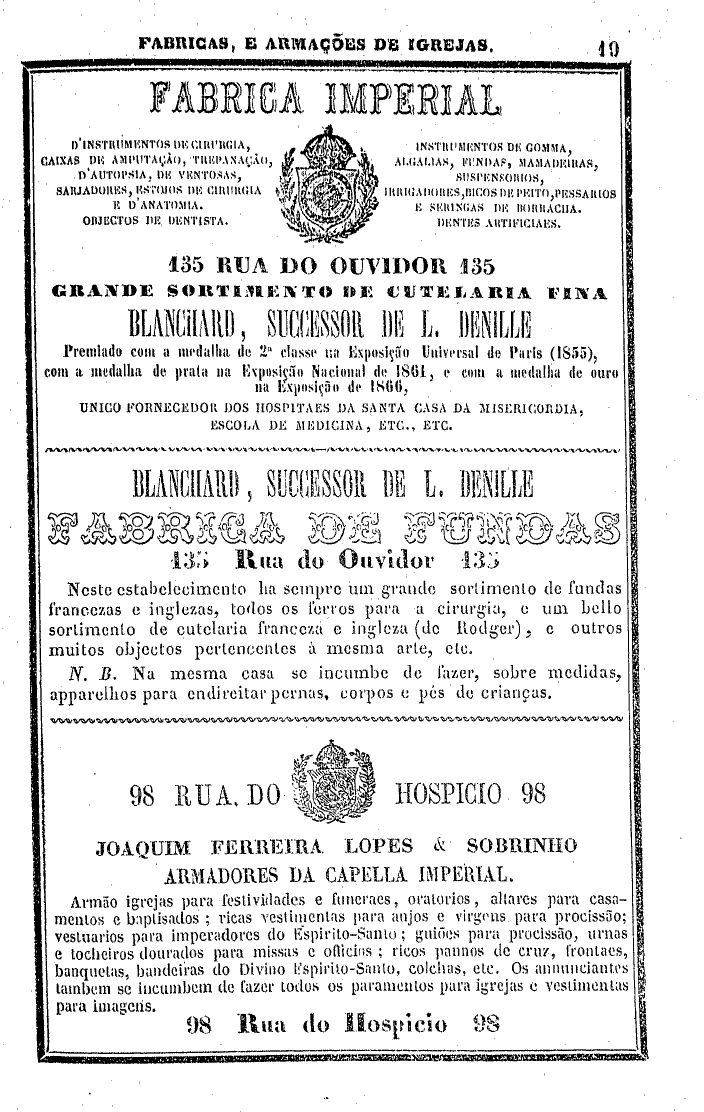 FABRICAS, E ARMAÇÕES DE IGREJAS. 19
FABRICA IMPERIAL
D'INSTRUMENTOS DE CIRURGIA,
CAIXAS DE AMPUTAÇÃO, TREPANAÇÃO,
D'AUTOPSIA, DE VENTOSAS,
SARJADORES, ESTOJOS DE CIRURGIA
E D'ANATOMIA.
OBJECTOS DE DENTISTA.
INSTRUMENTOS DE GOMMA,
ALGALIAS, FUNDAS, MAMADEIRAS,
SUSPENSORIOS,
IRRIGADORES, BICOS DE PEITO, PESSARIOS
E SERINGAS DE BORRACHA.
DENTES ARTIFICIAES.
135 RUA DO OUVIDOR 135
GRANDE SORTIMENTO DE CUTELARIA FINA
BLANCHARD, SUCCESSOR DE L. DENILLE
Premiado com a medalha de 2ª classe na Exposição Universal de Paris (1855),
com a medalha de prata na Exposição Nacional de 1861, e com a medalha de ouro
na Exposição de 1866,
UNICO FORNECEDOR DOS HOSPITAES DA SANTA CASA DA MISERICORDIA,
ESCOLA DE MEDICINA, ETC., ETC.
BLANCHARD, SUCCESSOR DE L. DENILLE
FABRICA DE FUNDAS
135 Rua do Ouvidor 135
Neste estabelecimento ha sempre um grande sortimento de fundas
francezas e inglezas, todos os ferros para a cirurgia, e um bello
sortimento de cutelaria franceza e ingleza (de Rodger), e outros
muitos objectos pertencentes á mesma arte, etc.
N. B. Na mesma casa se incumbe de fazer, sobre medidas,
apparelhos para endireitar pernas, corpos e pés de crianças.
98 RUA. DO HOSPICIO 98
JOAQUIM FERREIRA LOPES & SOBRINHO
ARMADORES DA CAPELLA IMPERIAL.
Armão igrejas para festividades e funeraes, oratorios, altares para casa-
mentos e baptisados; ricas vestimentas para anjos e virgens para procissão;
vestuarios para imperadores do Espirito-Santo; guiões para procissão, urnas
e tocheiros dourados para missas e officios; ricos pannos de cruz, frontaes,
banquetas, bandeiras do Divino Espirito-Santo, colchas, etc. Os annunciantes
tambem se incumbem de fazer todos os paramentos para igrejas e vestimentas
para imagens.
98 Rua do Hospicio 98